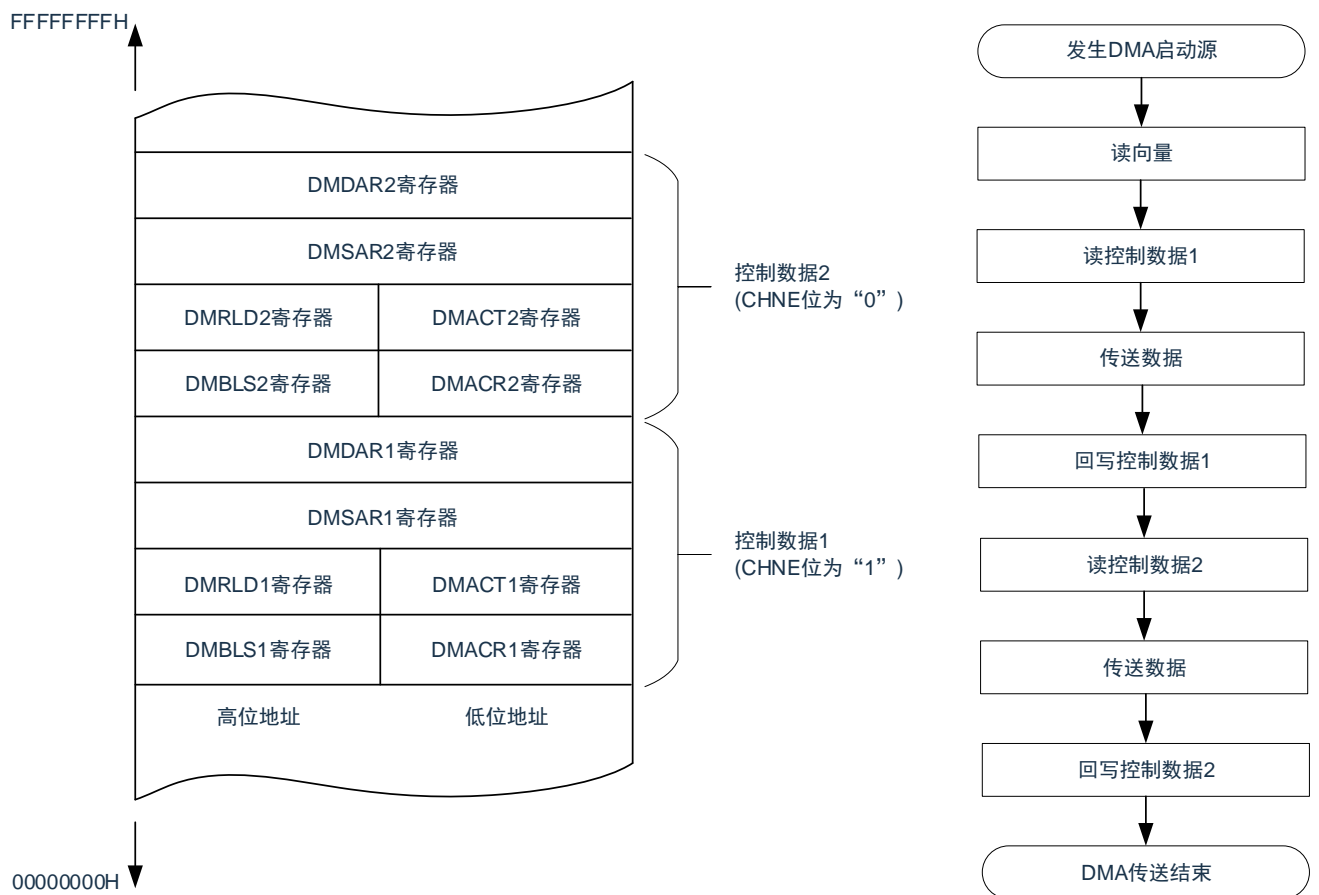 FFFFFFFFH
DMDAR2寄存器
DMSAR2寄存器
DMRLD2寄存器
DMACT2寄存器
DMBLS2寄存器
DMACR2寄存器
控制数据2
(CHNE位为“0”)
DMDAR1寄存器
DMSAR1寄存器
DMRLD1寄存器
DMACT1寄存器
DMBLS1寄存器
DMACR1寄存器
控制数据1
(CHNE位为“1”)
高位地址
低位地址
00000000H
发生DMA启动源
读向量
读控制数据1
传送数据
回写控制数据1
读控制数据2
传送数据
回写控制数据2
DMA传送结束